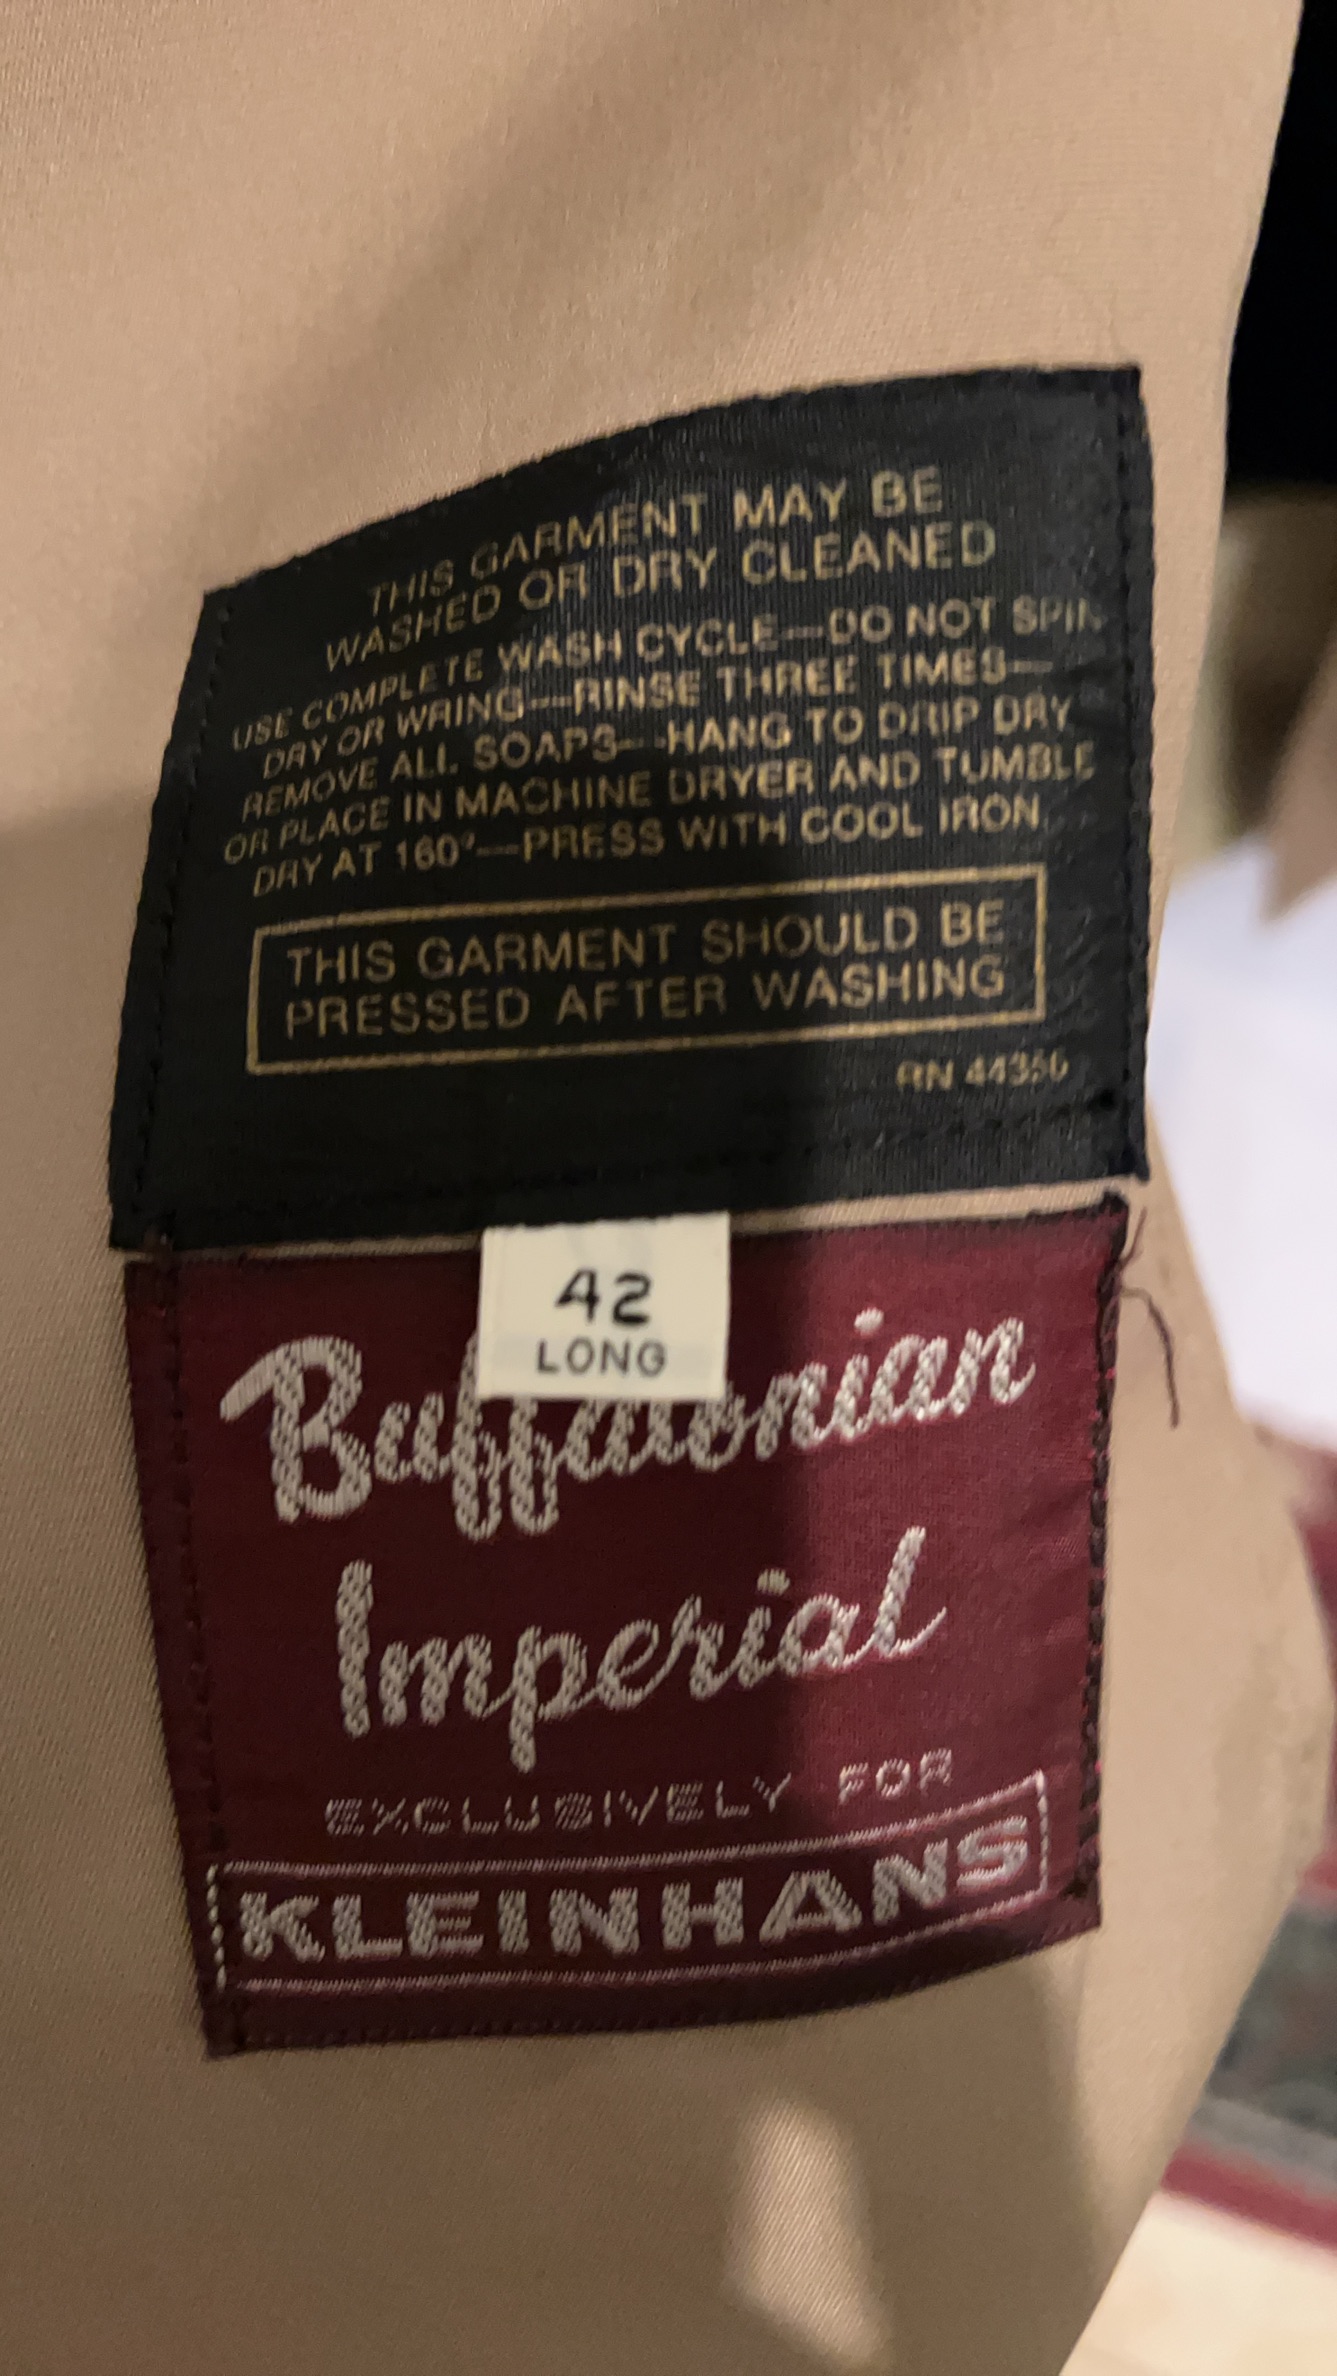 THIS GARMENT MAY BE
WASHED OR DRY CLEANED
USE COMPLETE WASH CYCLE—DO NOT SPIN
DRY OR WRING—RINSE THREE TIMES—
REMOVE ALL SOAPS—HANG TO DRIP DRY
OR PLACE IN MACHINE DRYER AND TUMBLE
DRY AT 160°—PRESS WITH COOL IRON
THIS GARMENT SHOULD BE
PRESSED AFTER WASHING
RN 44350
42
LONG
Buffalonian
Imperial
EXCLUSIVELY FOR
KLEINHANS